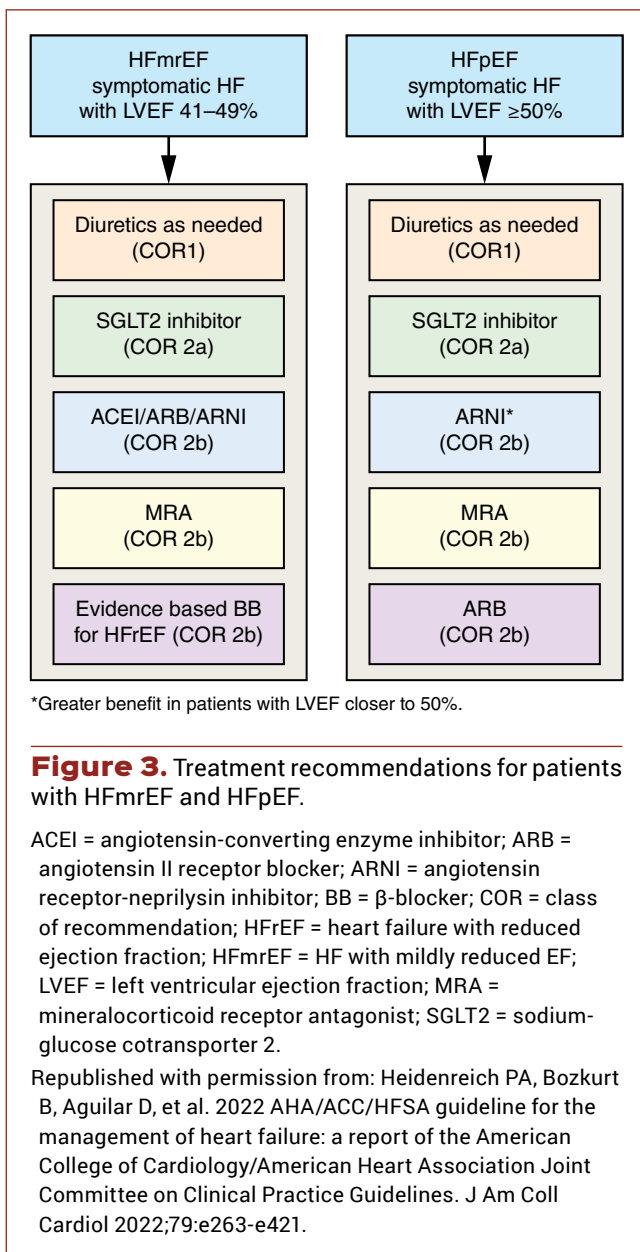 HFmrEF
symptomatic HF
with LVEF 41–49%
Diuretics as needed
(COR1)
SGLT2 inhibitor
(COR 2a)
ACEI/ARB/ARNI
(COR 2b)
MRA
(COR 2b)
Evidence based BB
for HFrEF (COR 2b)
HFpEF
symptomatic HF
with LVEF ≥50%
Diuretics as needed
(COR1)
SGLT2 inhibitor
(COR 2a)
ARNI*
(COR 2b)
MRA
(COR 2b)
ARB
(COR 2b)
*Greater benefit in patients with LVEF closer to 50%.
Figure 3. Treatment recommendations for patients
with HFmrEF and HFpEF.
ACEI = angiotensin-converting enzyme inhibitor; ARB =
angiotensin II receptor blocker; ARNI = angiotensin
receptor-neprilysin inhibitor; BB = β-blocker; COR = class
of recommendation; HFrEF = heart failure with reduced
ejection fraction; HFmrEF = HF with mildly reduced EF;
LVEF = left ventricular ejection fraction; MRA =
mineralocorticoid receptor antagonist; SGLT2 = sodium-
glucose cotransporter 2.
Republished with permission from: Heidenreich PA, Bozkurt
B, Aguilar D, et al. 2022 AHA/ACC/HFSA guideline for the
management of heart failure: a report of the American
College of Cardiology/American Heart Association Joint
Committee on Clinical Practice Guidelines. J Am Coll
Cardiol 2022;79:e263-e421.